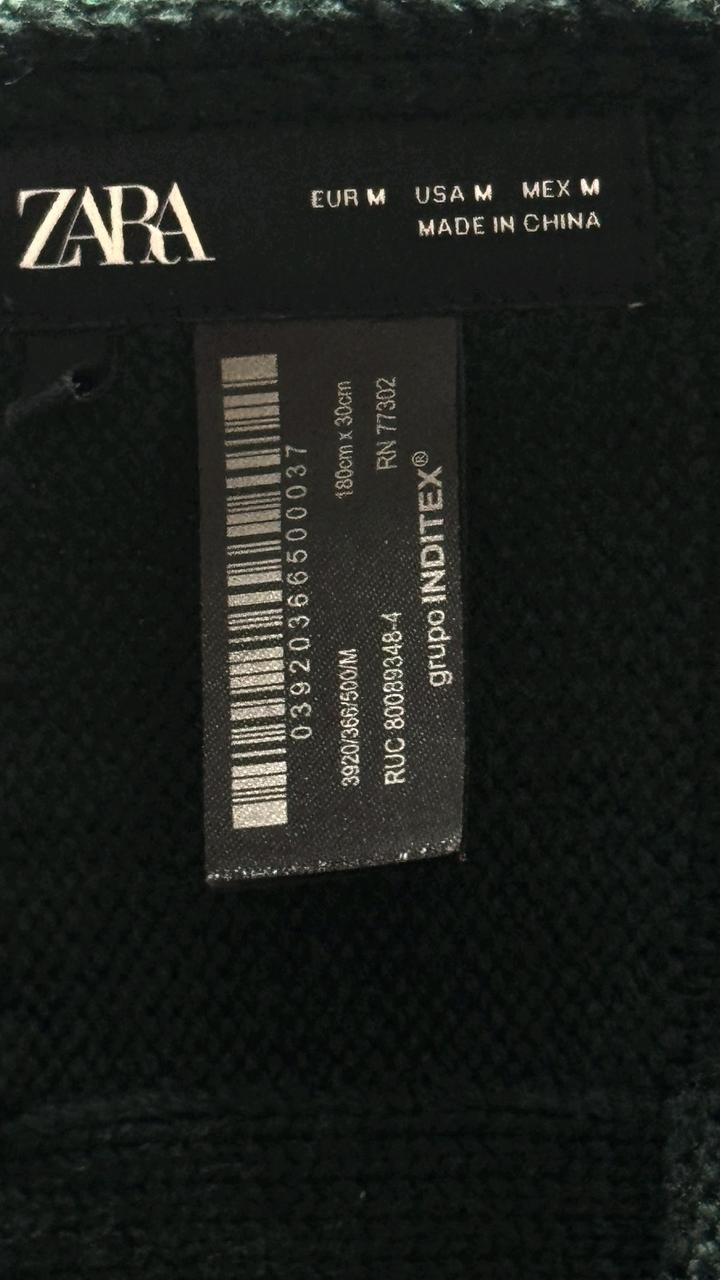 ZARA
EUR M USA M MEX M
MADE IN CHINA
03920366500037
3920/366/500/M 180cm x 30cm
RUC 80089348-4 RN 77302
grupo INDITEX®